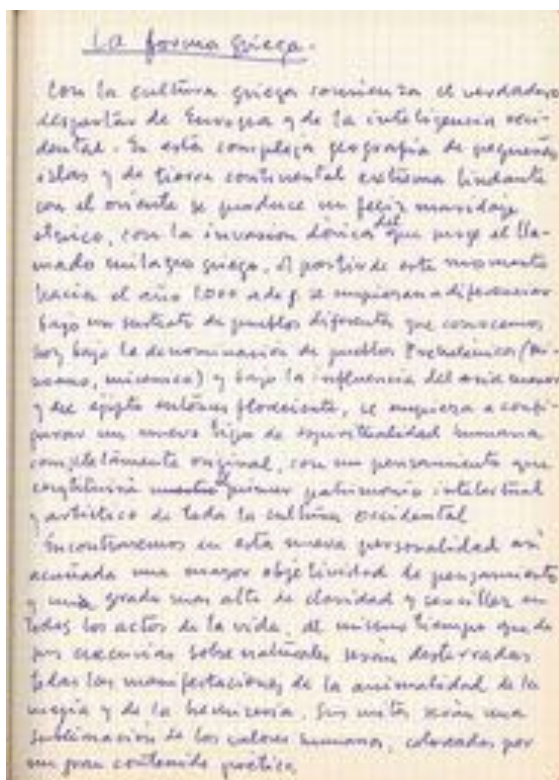 La forma griega.
Con la cultura griega comienza el verdadero
despertar de Europa y de la inteligencia occi-
dental. En esta compleja geografía de pequeñas
islas y de tierra continental extrema lindante
con el oriente se produce un feliz maridaje
étnico, con la invasión dórica del que surge el lla-
mado milagro griego. A partir de este momento
hacia el año 1.000 a de J. se empiezan a diferenciar
bajo un sustrato de pueblos diferentes que conocemos
hoy bajo la denominación de pueblos Prehelénicos (Mi-
noano, micénico) y bajo la influencia del asia menor
y del egipto entonces floreciente, se empieza a confi-
gurar un nuevo tipo de espiritualidad humana
completamente original, con un pensamiento que
constituirá nuestro primer patrimonio intelectual
y artístico de toda la cultura occidental
Encontraremos en esta nueva personalidad así
acuñada una mayor objetividad de pensamiento
y un grado mas alto de claridad y sencillez en
todos los actos de la vida, al mismo tiempo que de
sus creencias sobrenaturales serán desterradas
todas las manifestaciones de la animalidad de la
magia y de la hechicería. Sus mitos serán una
sublimación de los valores humanos, coloreados por
un gran contenido poético.